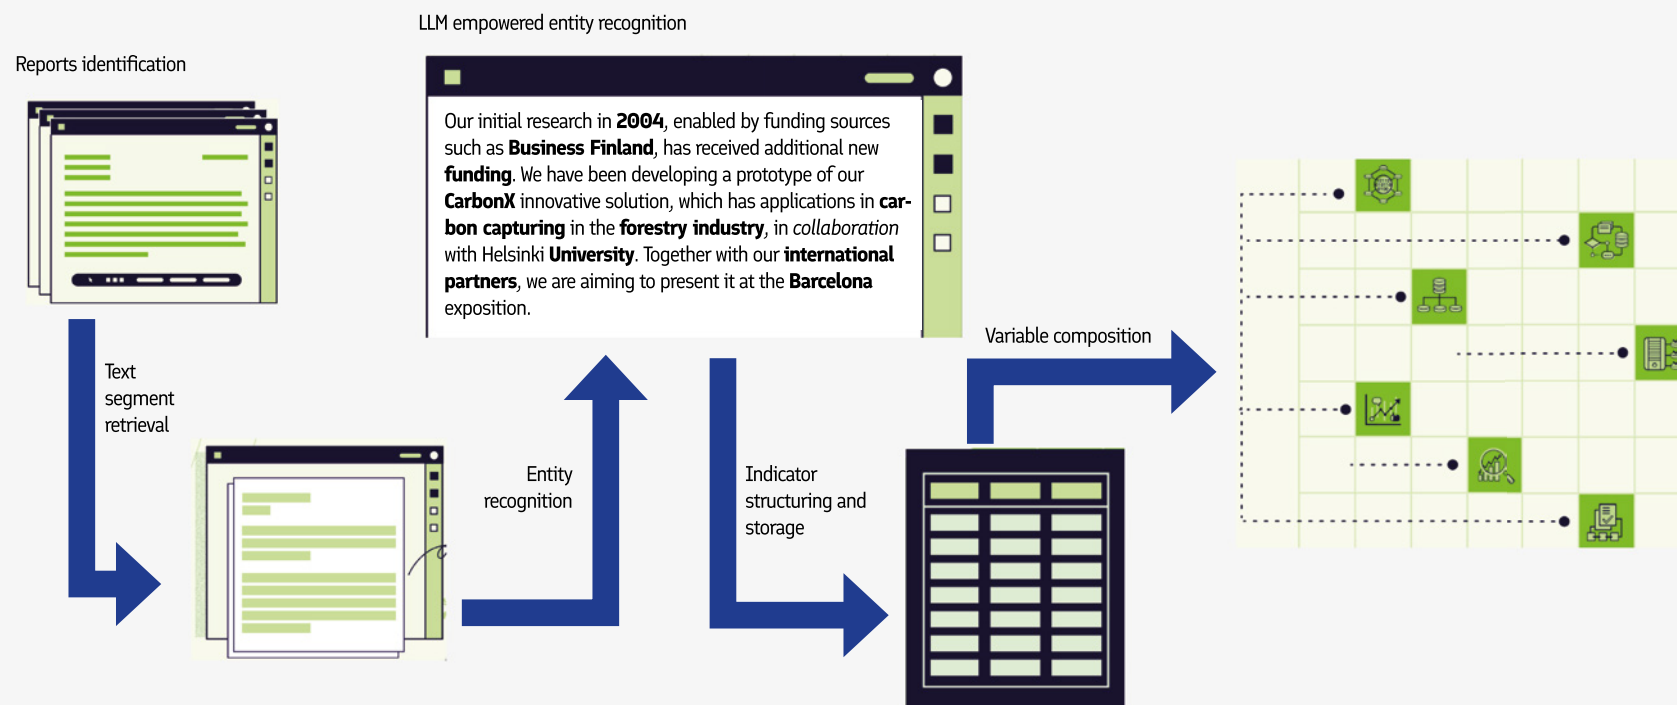 LLM empowered entity recognition
Reports identification
Our initial research in 2004, enabled by funding sources
such as Business Finland, has received additional new
funding. We have been developing a prototype of our
CarbonX innovative solution, which has applications in car-
bon capturing in the forestry industry, in collaboration
with Helsinki University. Together with our international
partners, we are aiming to present it at the Barcelona
exposition.
Text
segment
retrieval
Entity
recognition
Indicator
structuring and
storage
Variable composition